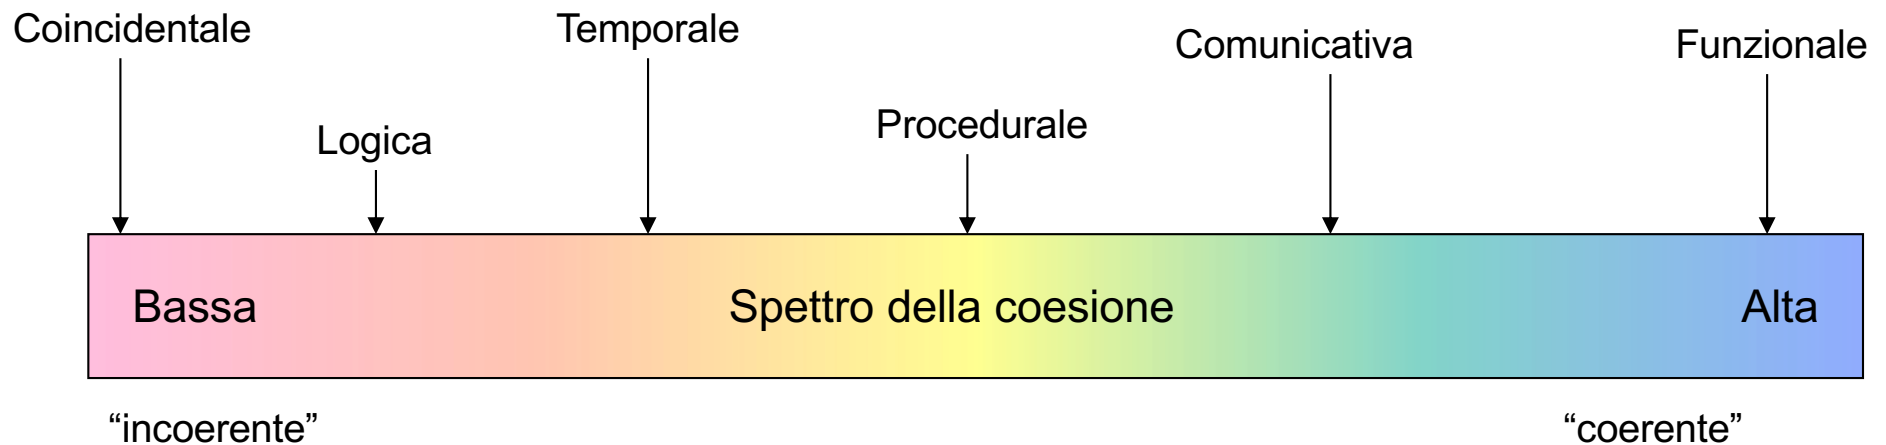 Coincidentale
Temporale
Comunicativa
Funzionale
Logica
Procedurale
Bassa
Spettro della coesione
Alta
“incoerente”
“coerente”